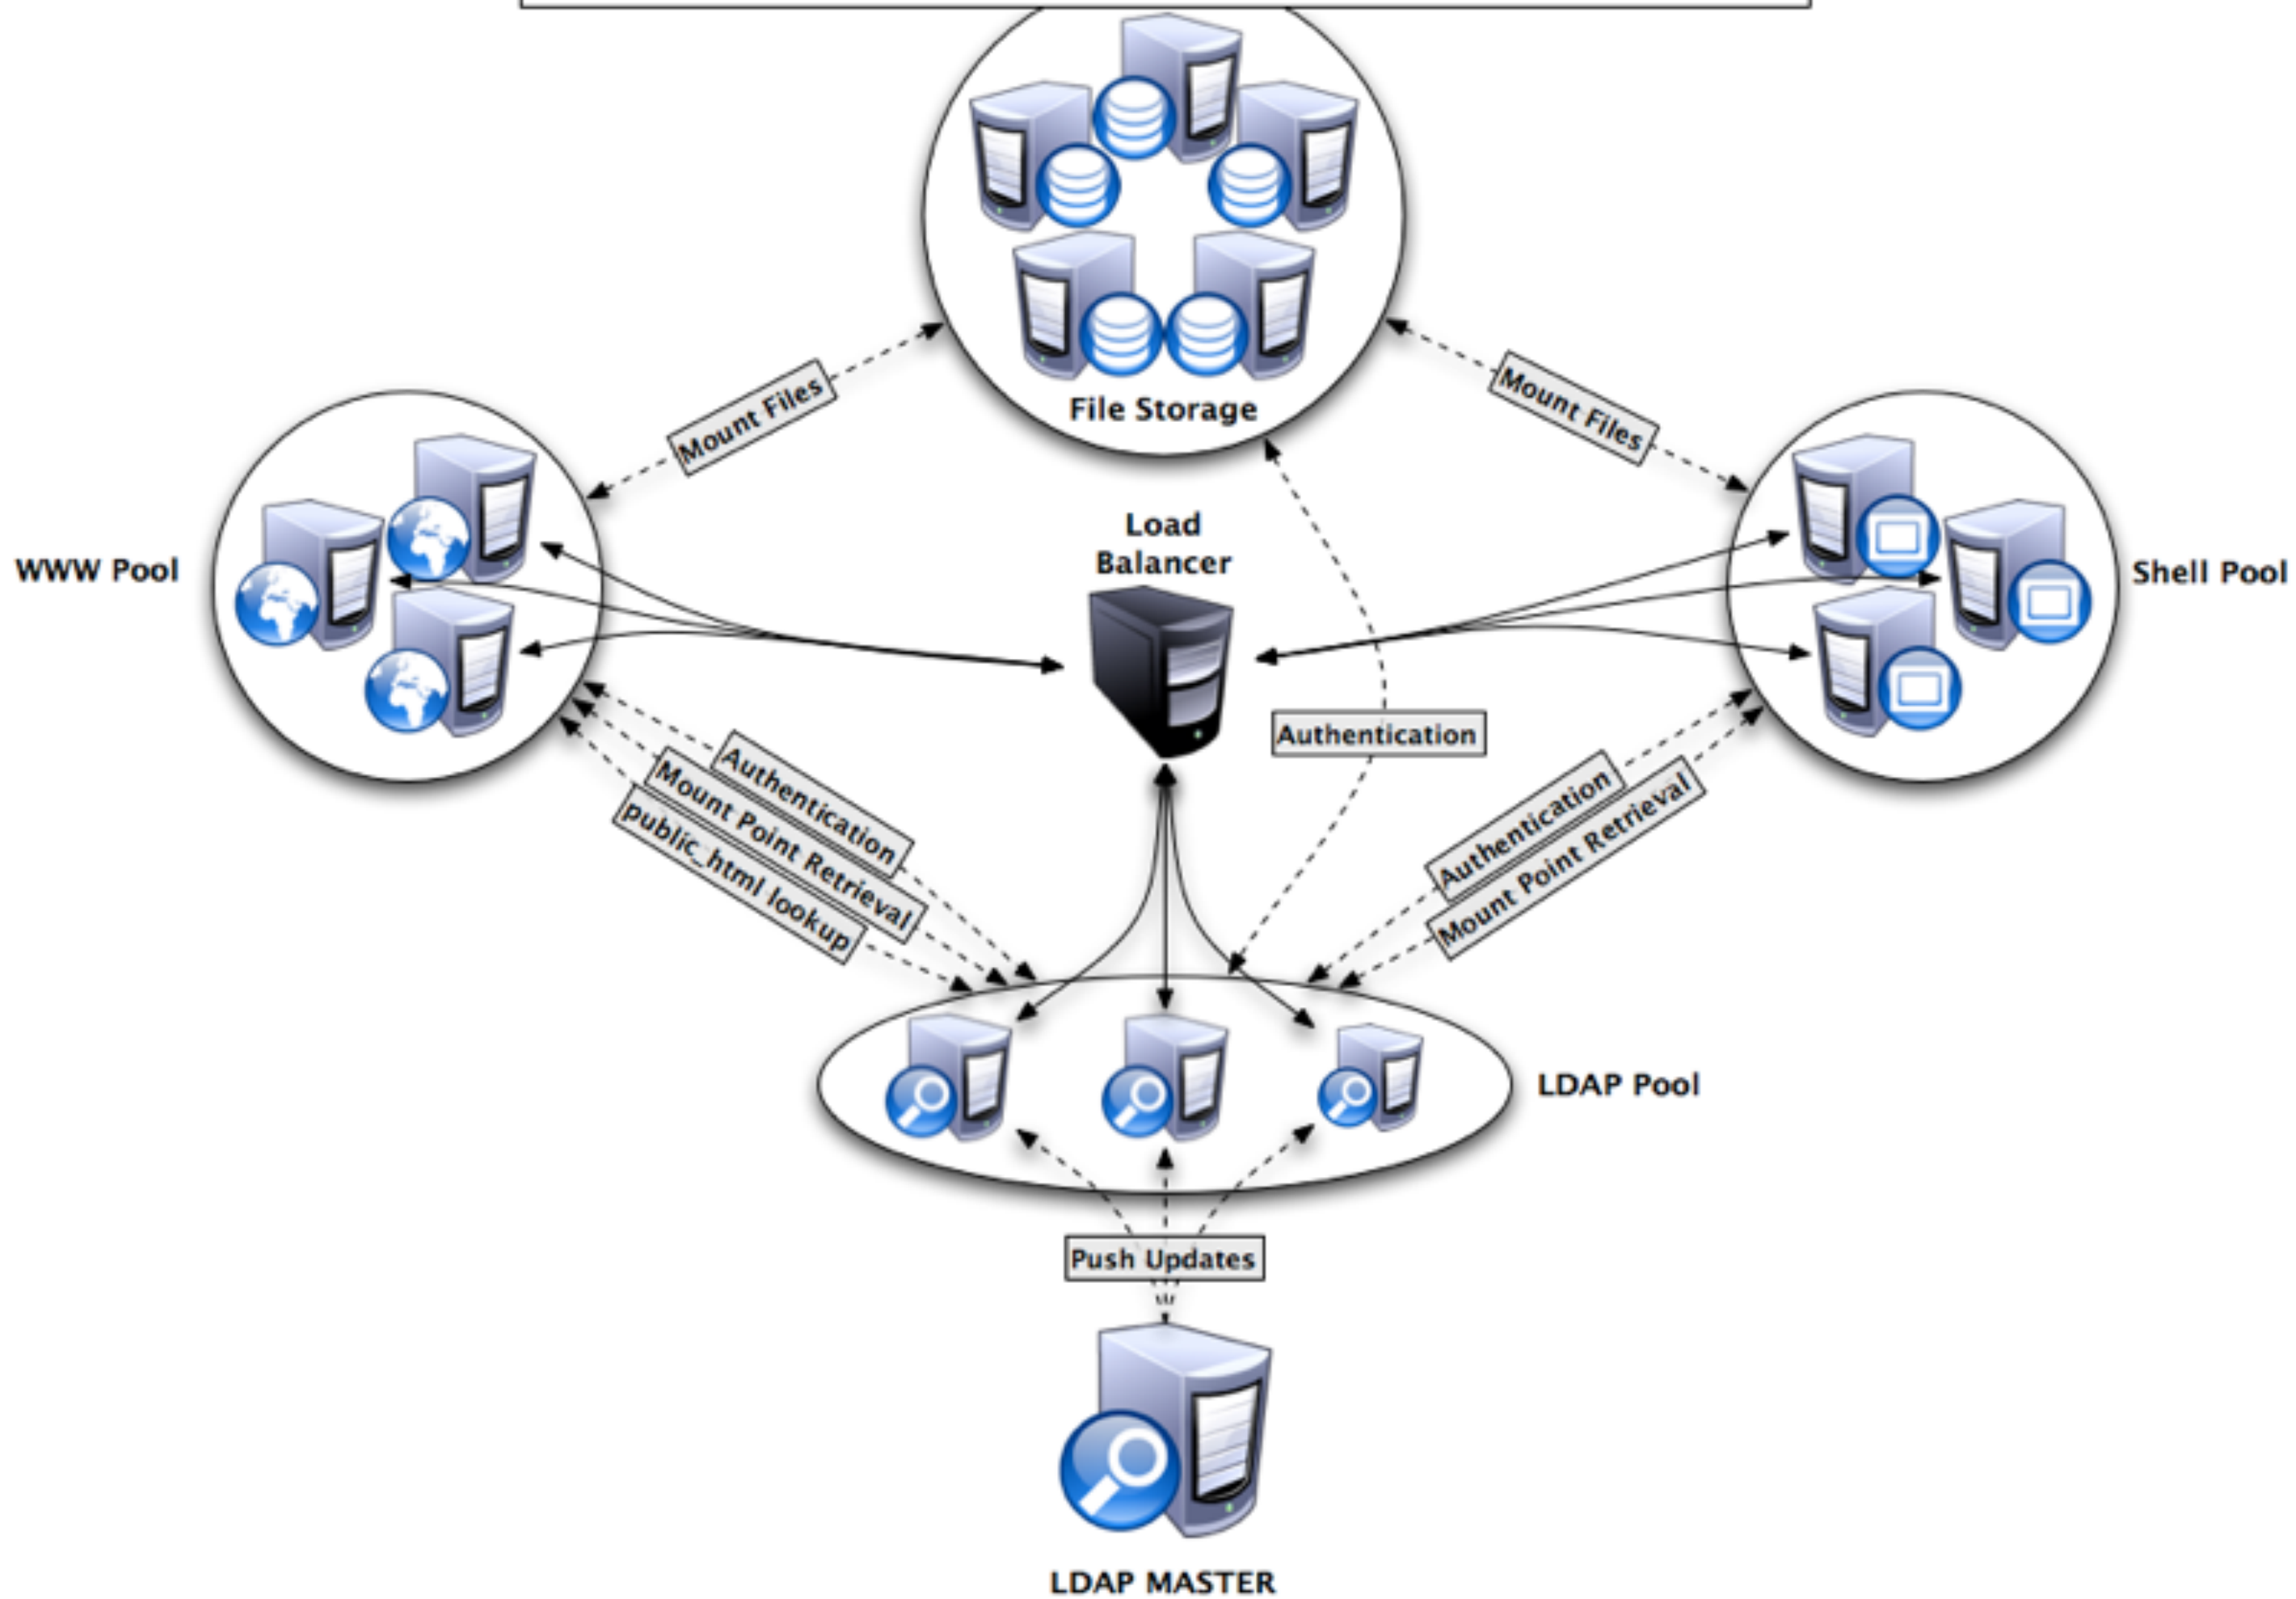 File Storage
Mount Files
Mount Files
Load
Balancer
WWW Pool
Shell Pool
Authentication
Authentication
Mount Point Retrieval
public_html lookup
Authentication
Mount Point Retrieval
LDAP Pool
Push Updates
LDAP MASTER